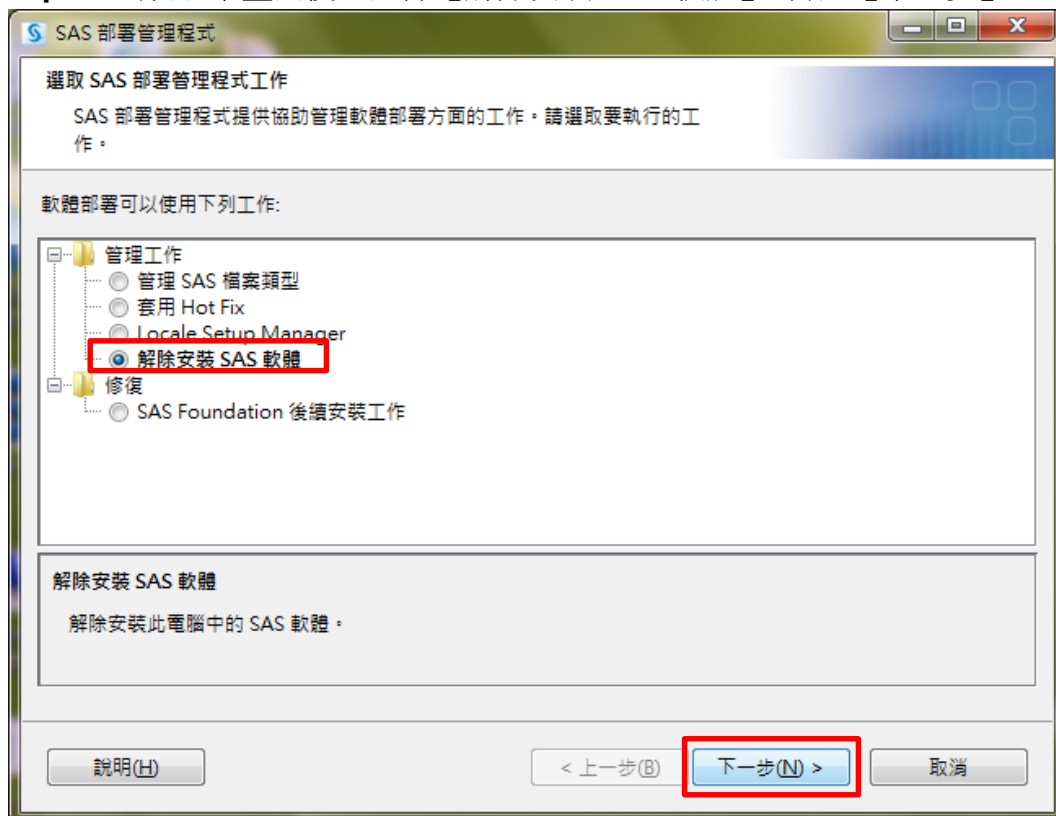 SAS 部署管理程式
選取 SAS 部署管理程式工作
SAS 部署管理程式提供協助管理軟體部署方面的工作。請選取要執行的工
作。
軟體部署可以使用下列工作:
管理工作
管理 SAS 檔案類型
套用 Hot Fix
Locale Setup Manager
解除安裝 SAS 軟體
修復
SAS Foundation 後續安裝工作
解除安裝 SAS 軟體
解除安裝此電腦中的 SAS 軟體。
說明(H)
< 上一步(B)
下一步(N) >
取消